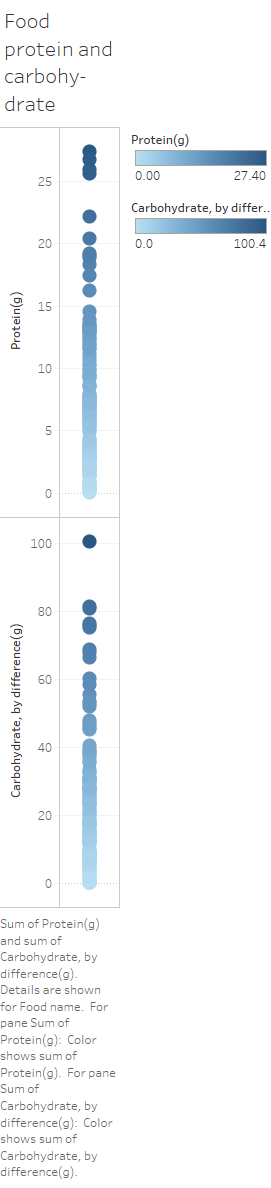 Food
protein and
carbohy-
drate
Protein(g)
0.00 27.40
Carbohydrate, by differ..
0.0 100.4
25
20
15
10
5
0
Protein(g)
100
80
60
40
20
0
Carbohydrate, by difference(g)
Sum of Protein(g)
and sum of
Carbohydrate, by
difference(g).
Details are shown
for Food name. For
pane Sum of
Protein(g): Color
shows sum of
Protein(g). For pane
Sum of
Carbohydrate, by
difference(g): Color
shows sum of
Carbohydrate, by
difference(g).